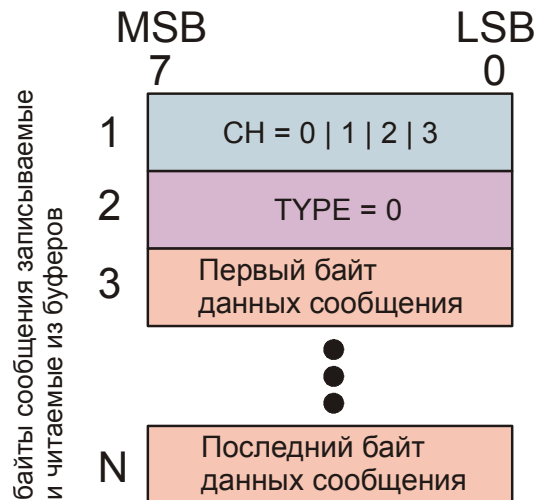 MSB LSB
7 0
байты сообщения записываемые
и читаемые из буферов
1 CH = 0 | 1 | 2 | 3
2 TYPE = 0
3 Первый байт
данных сообщения
N Последний байт
данных сообщения